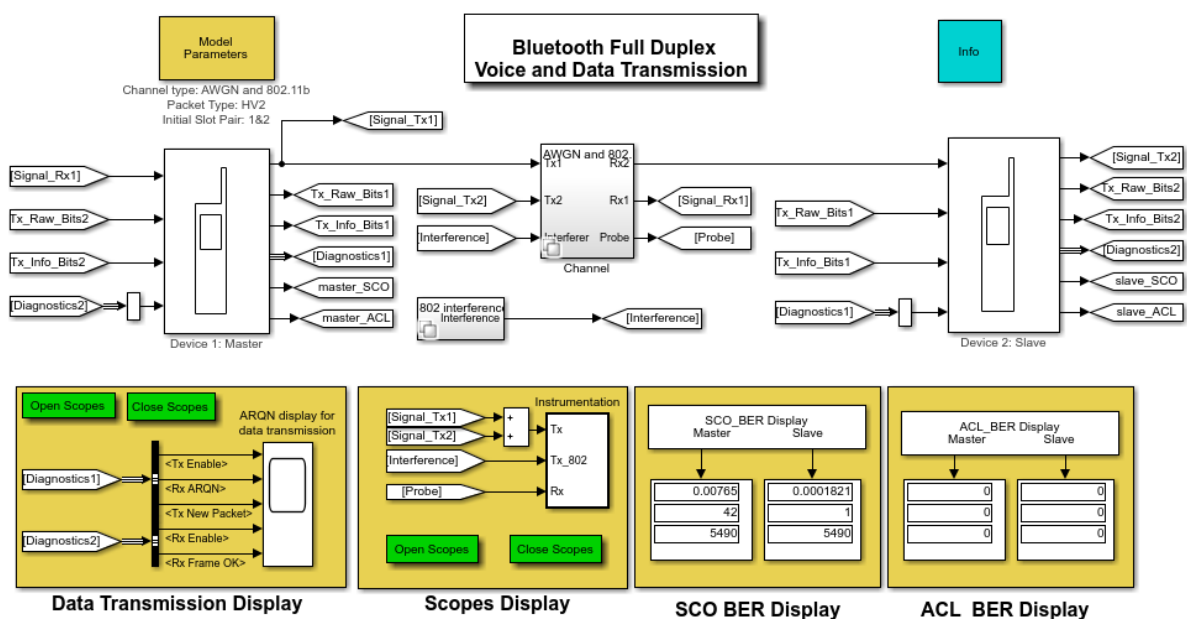 Model
Parameters
Bluetooth Full Duplex
Voice and Data Transmission
Info
Channel type: AWGN and 802.11b
Packet Type: HV2
Initial Slot Pair: 1&2
[Signal_Tx1]
[Signal_Rx1]
Tx_Raw_Bits2
Tx_Info_Bits2
[Diagnostics2]
Tx_Raw_Bits1
Tx_Info_Bits1
[Diagnostics1]
master_SCO
master_ACL
Device 1: Master
[Signal_Tx2]
[Interference]
AWGN and 802.
Tx1
Rx2
Tx2
Rx1
Interferer
Probe
Channel
[Signal_Rx1]
[Probe]
802 interference
Interference
[Interference]
Tx_Raw_Bits1
Tx_Info_Bits1
[Diagnostics1]
[Signal_Tx2]
Tx_Raw_Bits2
Tx_Info_Bits2
[Diagnostics2]
slave_SCO
slave_ACL
Device 2: Slave
Open Scopes
Close Scopes
ARQN display for
data transmission
[Diagnostics1]
[Diagnostics2]
<Tx Enable>
<Rx ARQN>
<Tx New Packet>
<Rx Enable>
<Rx Frame OK>
Data Transmission Display
Instrumentation
[Signal_Tx1]
[Signal_Tx2]
[Interference]
[Probe]
+
+
Tx
Tx_802
Rx
Open Scopes
Close Scopes
Scopes Display
SCO_BER Display
Master
Slave
0.00765
42
5490
0.0001821
1
5490
SCO BER Display
ACL_BER Display
Master
Slave
0
0
0
0
0
0
ACL BER Display